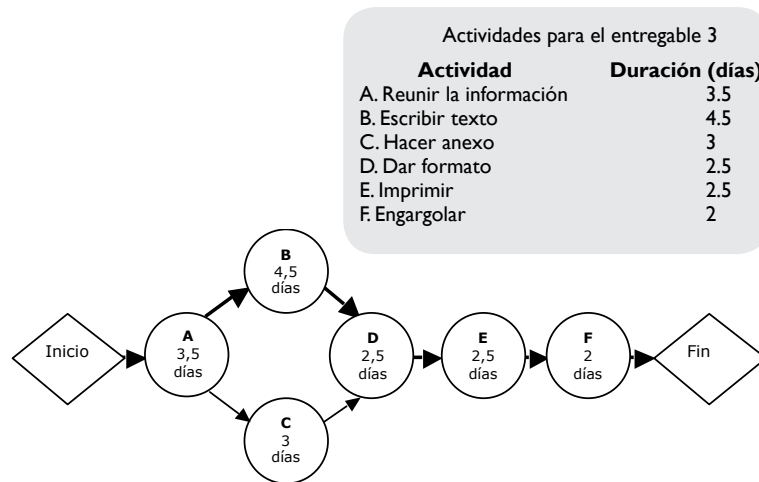 Actividades para el entregable 3
Actividad Duración (días)
A. Reunir la información 3.5
B. Escribir texto 4.5
C. Hacer anexo 3
D. Dar formato 2.5
E. Imprimir 2.5
F. Engargolar 2
B
4,5
días
Inicio
A
3,5
días
D
2,5
días
E
2,5
días
F
2
días
Fin
C
3
días